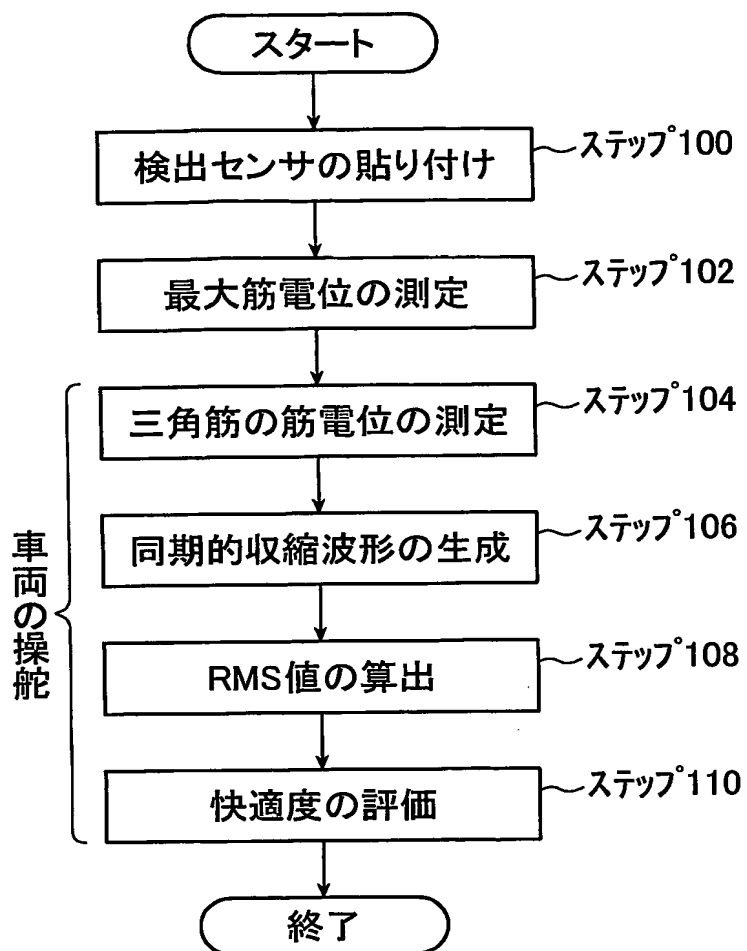 スタート
検出センサの貼り付け
ステップ100
最大筋電位の測定
ステップ102
三角筋の筋電位の測定
ステップ104
同期的収縮波形の生成
ステップ106
車両の操舵
RMS値の算出
ステップ108
快適度の評価
ステップ110
終了